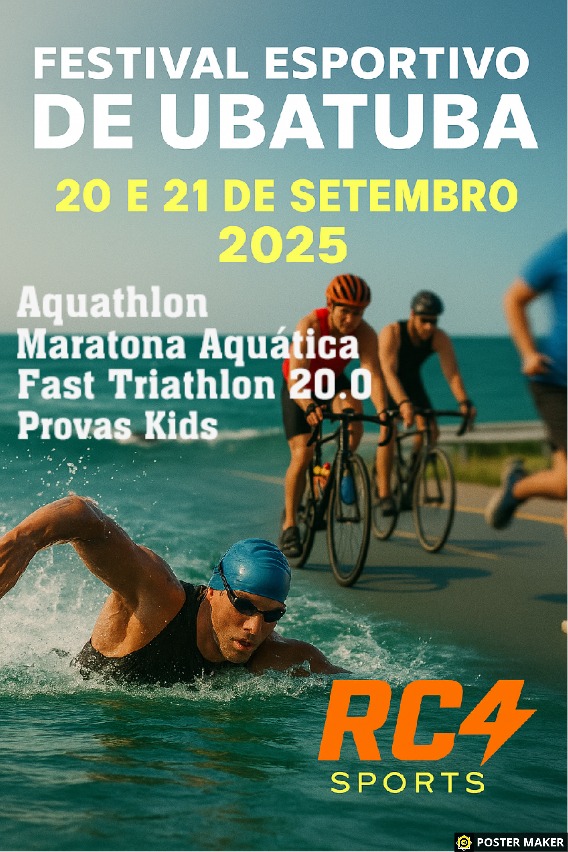 FESTIVAL ESPORTIVO
DE UBATUBA
20 E 21 DE SETEMBRO
2025
Aquathlon
Maratona Aquática
Fast Triathlon 20.0
Provas Kids
RC4
SPORTS
POSTER MAKER